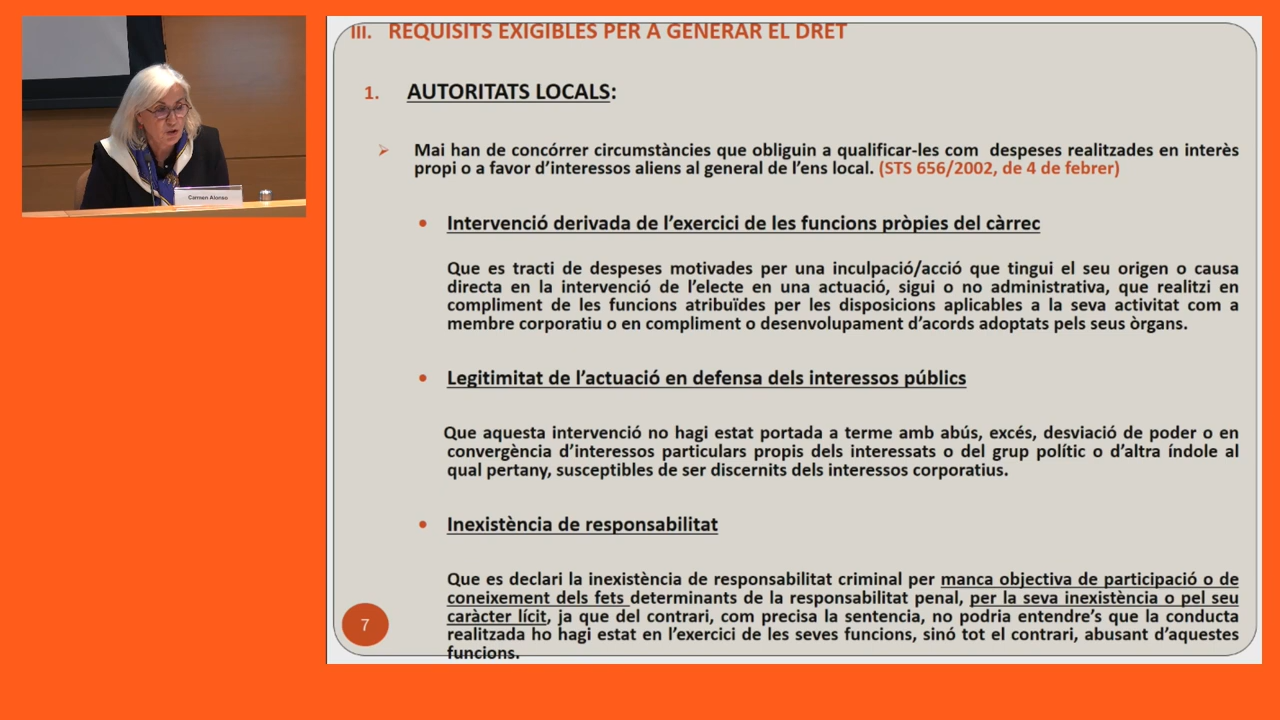 Carmen Alonso
III. REQUISITS EXIGIBLES PER A GENERAR EL DRET
1. AUTORITATS LOCALS:
Mai han de concórrer circumstàncies que obliguin a qualificar-les com despeses realitzades en interès
propi o a favor d'interessos aliens al general de l'ens local. (STS 656/2002, de 4 de febrer)
Intervenció derivada de l'exercici de les funcions pròpies del càrrec
Que es tracti de despeses motivades per una inculpació/acció que tingui el seu origen o causa
directa en la intervenció de l'electe en una actuació, sigui o no administrativa, que realitzi en
compliment de les funcions atribuïdes per les disposicions aplicables a la seva activitat com a
membre corporatiu o en compliment o desenvolupament d'acords adoptats pels seus òrgans.
Legitimitat de l'actuació en defensa dels interessos públics
Que aquesta intervenció no hagi estat portada a terme amb abús, excés, desviació de poder o en
convergència d'interessos particulars propis dels interessats o del grup polític o d'altra índole al
qual pertany, susceptibles de ser discernits dels interessos corporatius.
Inexistència de responsabilitat
Que es declari la inexistència de responsabilitat criminal per manca objectiva de participació o de
coneixement dels fets determinants de la responsabilitat penal, per la seva inexistència o pel seu
caràcter lícit, ja que del contrari, com precisa la sentencia, no podria entendre's que la conducta
realitzada ho hagi estat en l'exercici de les seves funcions, sinó tot el contrari, abusant d'aquestes
funcions.
7